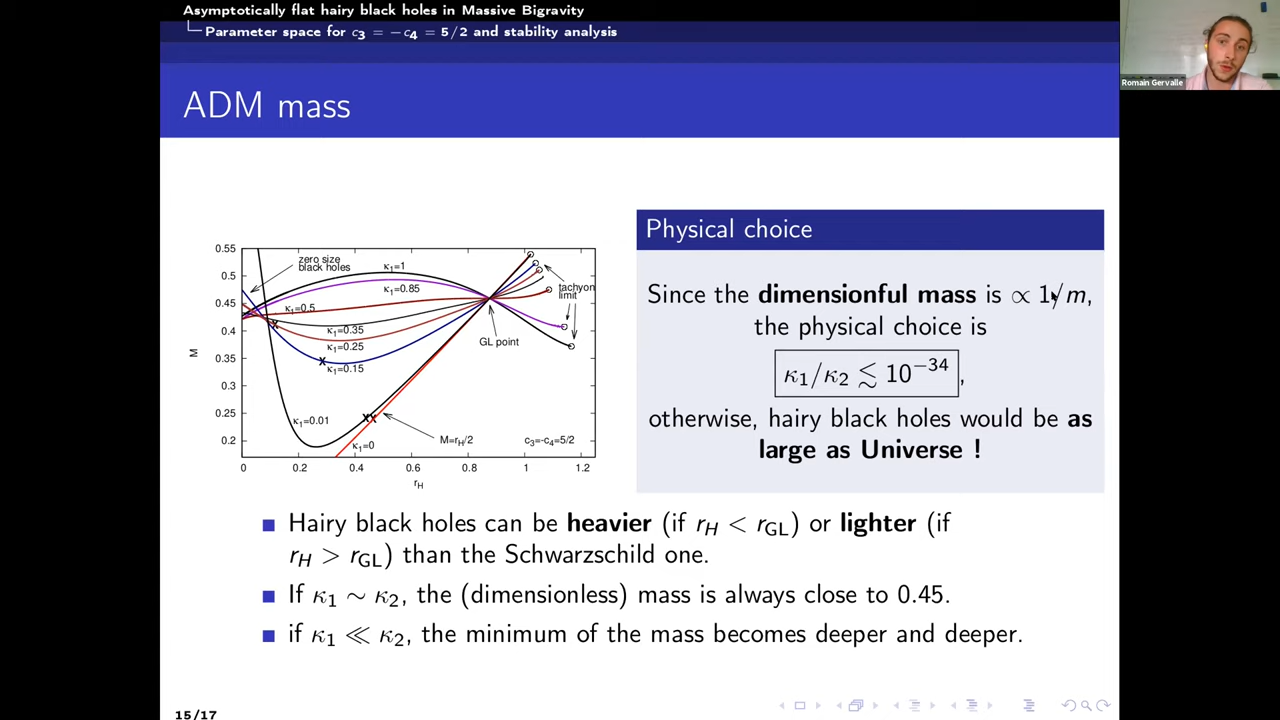 Asymptotically flat hairy black holes in Massive Bigravity
Parameter space for c₃ = −c₄ = 5/2 and stability analysis
Romain Gervalle
ADM mass
0.55
0.5
0.45
0.4
0.35
0.3
0.25
0.2
M
0
0.2
0.4
0.6
0.8
1
1.2
r_H
zero size
black holes
κ₁=1
κ₁=0.85
κ₁=0.5
κ₁=0.35
κ₁=0.25
κ₁=0.15
κ₁=0.01
κ₁=0
tachyon
limit
GL point
M=r_H/2
c₃=-c₄=5/2
Physical choice
Since the dimensionful mass is ∝ 1/m,
the physical choice is
κ₁/κ₂ ≲ 10⁻³⁴,
otherwise, hairy black holes would be as
large as Universe !
Hairy black holes can be heavier (if r_H < r_GL) or lighter (if
r_H > r_GL) than the Schwarzschild one.
If κ₁ ∼ κ₂, the (dimensionless) mass is always close to 0.45.
if κ₁ ≪ κ₂, the minimum of the mass becomes deeper and deeper.
15/17